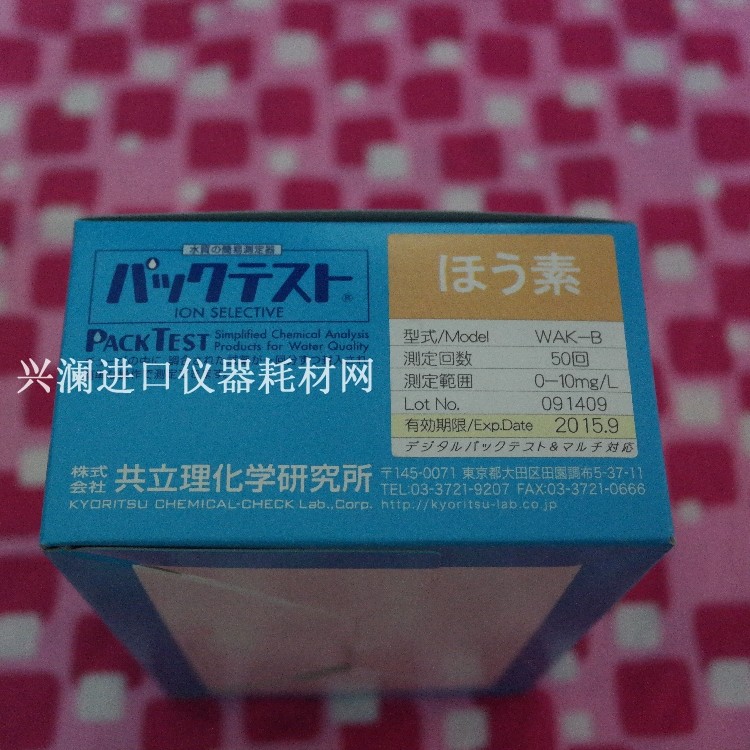 水質の簡易測定器
パックテスト®
ION SELECTIVE
PACKTEST Simplified Chemical Analysis
Products for Water Quality
兴澜进口仪器耗材网
ほう素
型式/Model WAK-B
測定回数 50回
測定範囲 0-10mg/L
Lot No. 091409
有効期限/Exp.Date 2015.9
デジタルパックテスト&マルチ対応
株式会社 共立理化学研究所
KYORITSU CHEMICAL-CHECK Lab.,Corp.
〒145-0071 東京都大田区田園調布5-37-11
TEL:03-3721-9207 FAX:03-3721-0666
http://kyoritsu-lab.co.jp